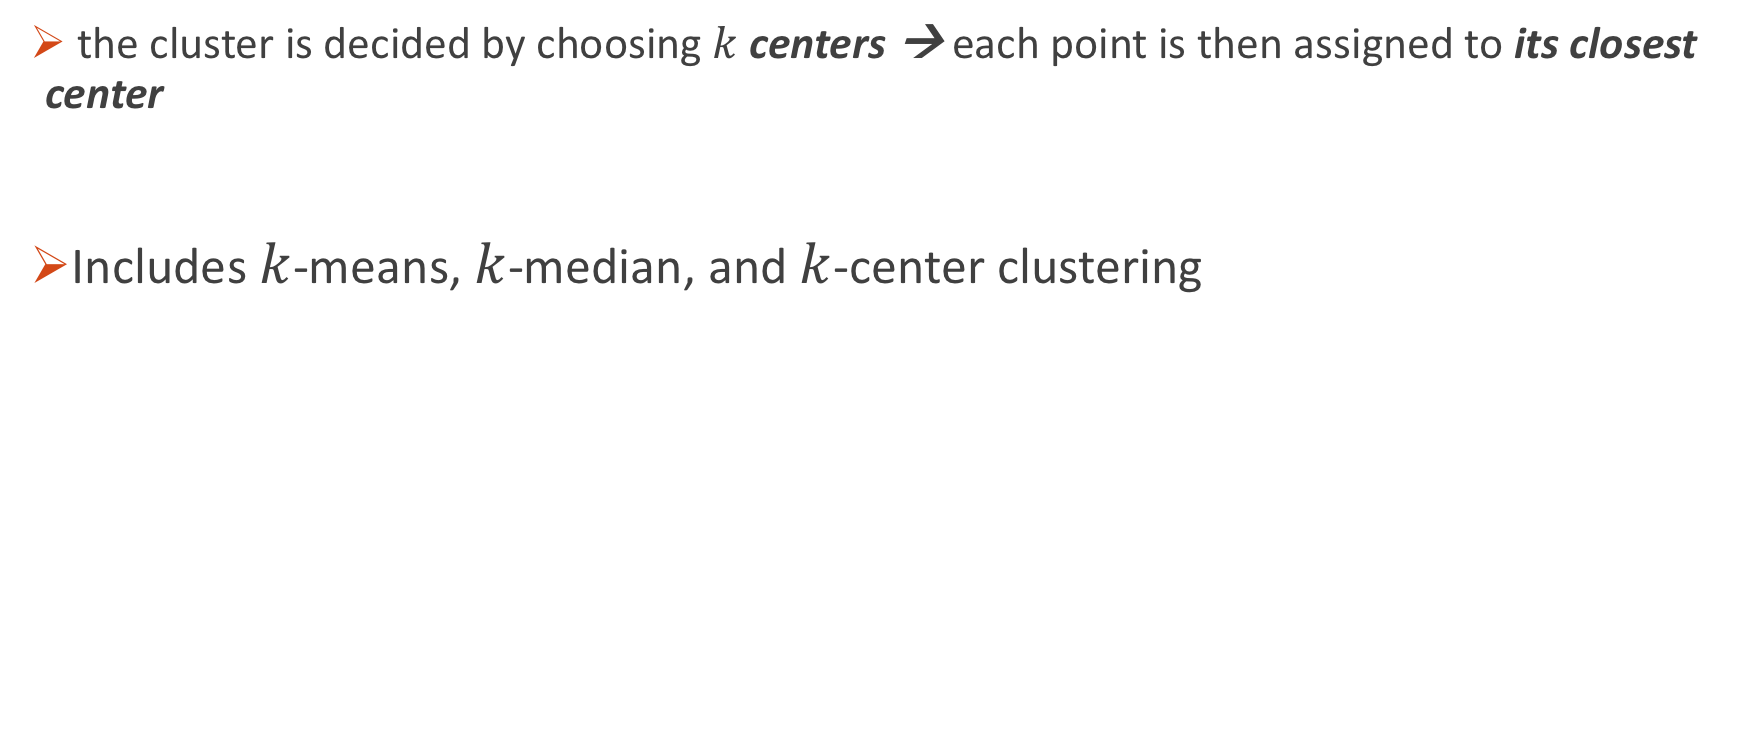 ➢ the cluster is decided by choosing k centers → each point is then assigned to its closest
center
➢Includes k-means, k-median, and k-center clustering